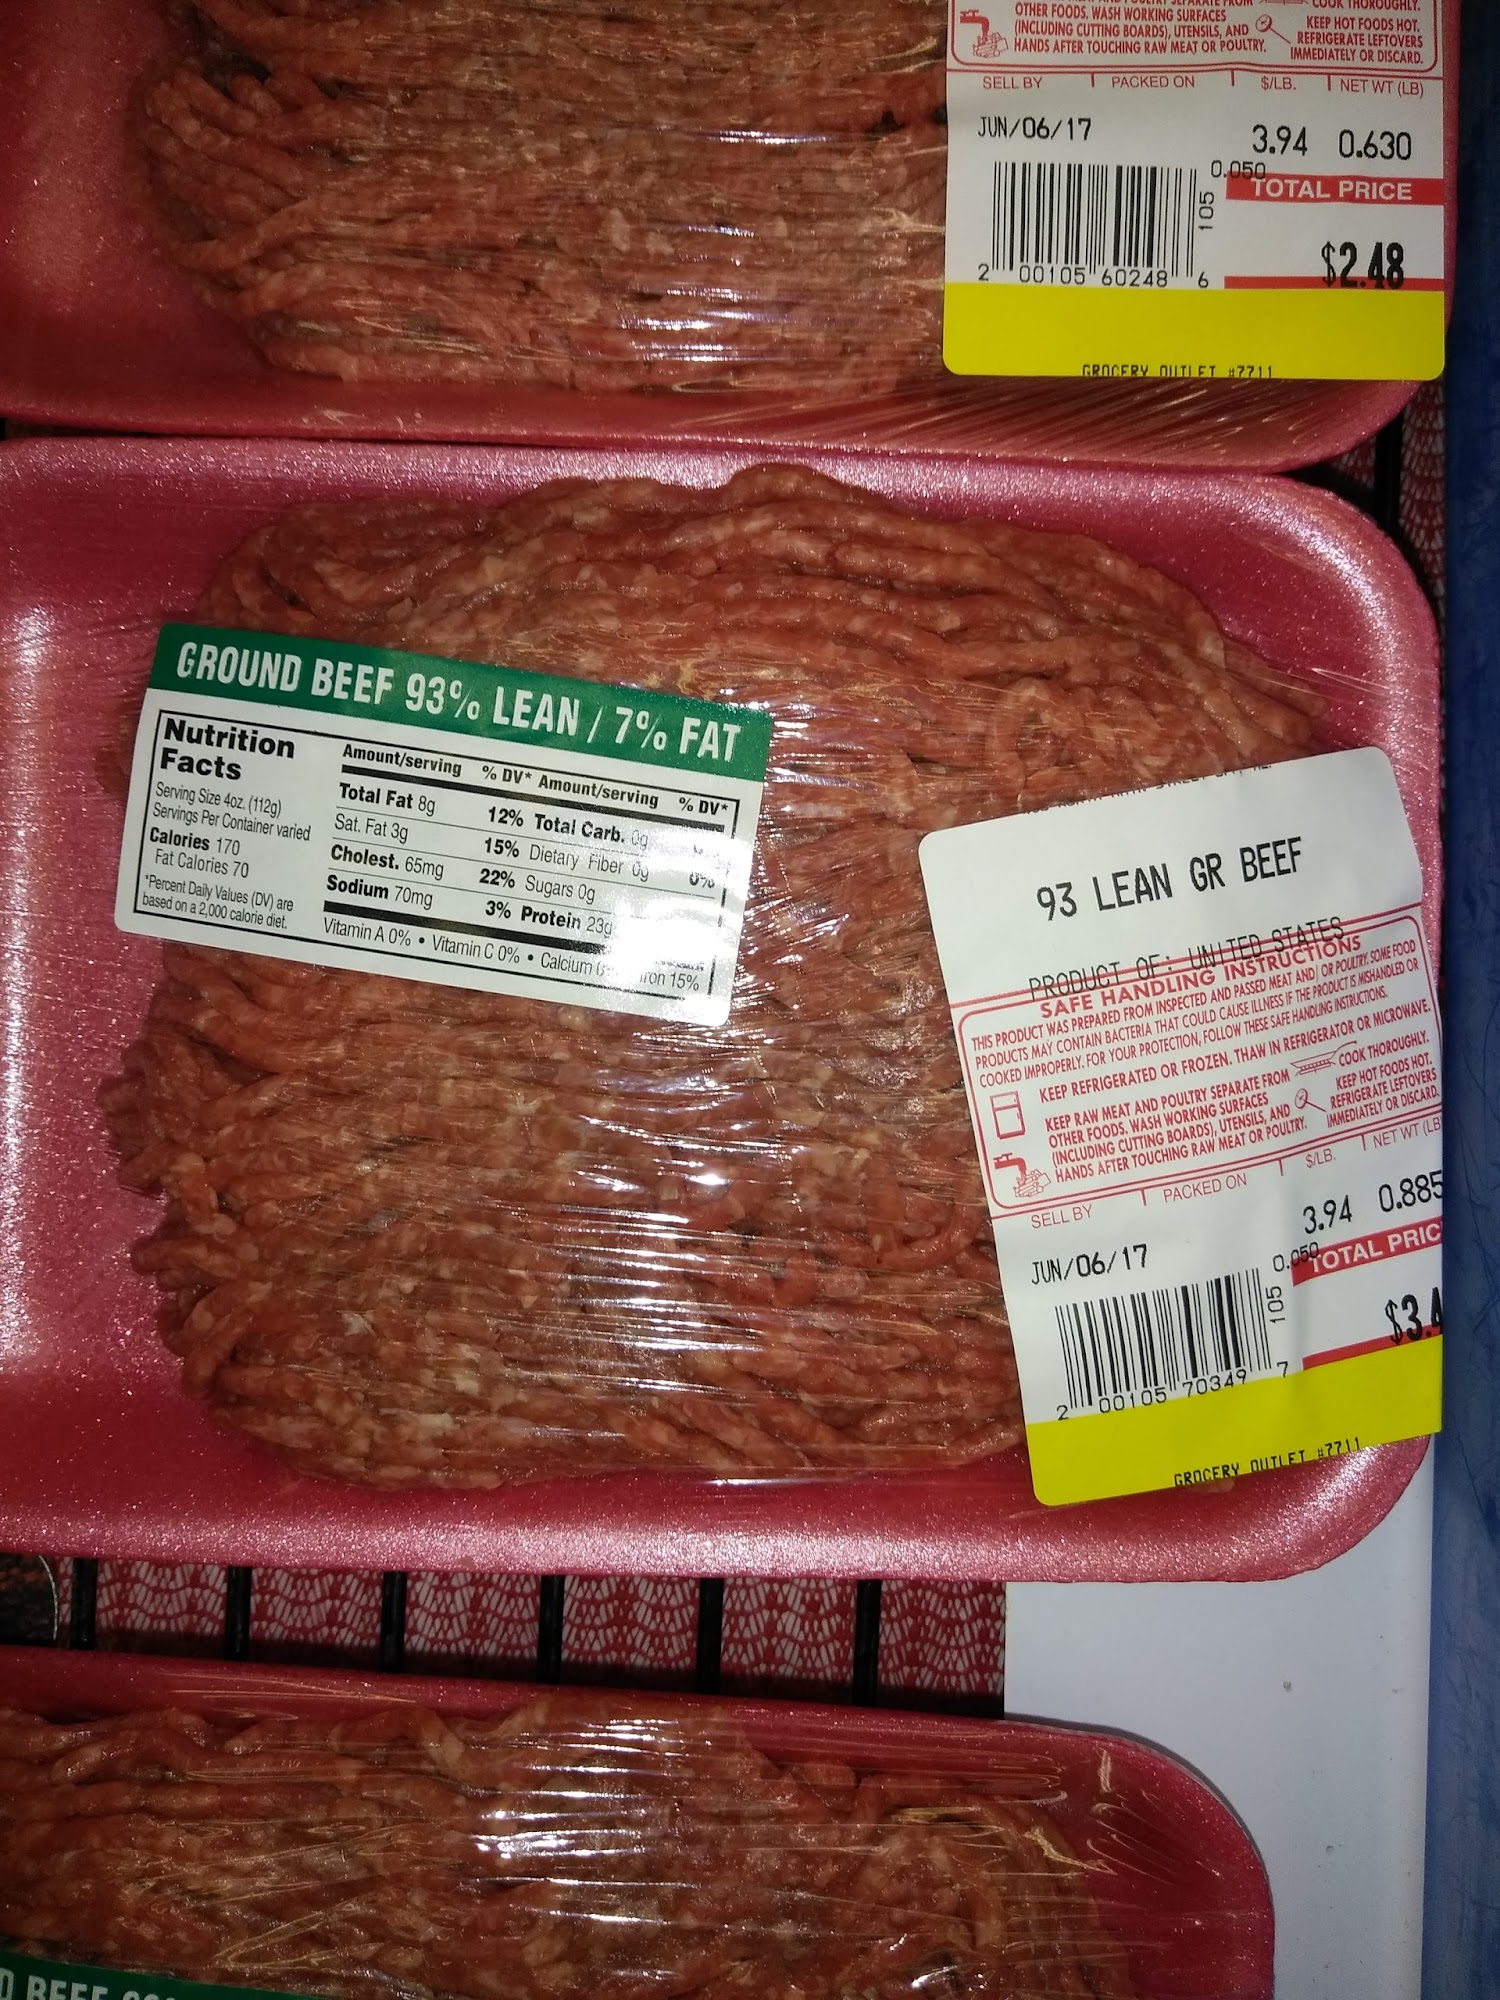 OTHER FOODS. WASH WORKING SURFACES
(INCLUDING CUTTING BOARDS), UTENSILS, AND
HANDS AFTER TOUCHING RAW MEAT OR POULTRY.
COOK THOROUGHLY.
KEEP HOT FOODS HOT.
REFRIGERATE LEFTOVERS
IMMEDIATELY OR DISCARD.
SELL BY PACKED ON $/LB. NET WT (LB)
JUN/06/17 3.94 0.630
0.050
TOTAL PRICE
105
$2.48
2 00105 60248 6
GROCERY OUTLET #7711
GROUND BEEF 93% LEAN / 7% FAT
Nutrition
Facts
Serving Size 4oz. (112g)
Servings Per Container varied
Calories 170
Fat Calories 70
*Percent Daily Values (DV) are
based on a 2,000 calorie diet.
Amount/serving % DV* Amount/serving % DV*
Total Fat 8g 12% Total Carb. 0g
Sat. Fat 3g 15% Dietary Fiber 0g 0%
Cholest. 65mg 22% Sugars 0g
Sodium 70mg 3% Protein 23g
Vitamin A 0% • Vitamin C 0% • Calcium Iron 15%
93 LEAN GR BEEF
PRODUCT OF: UNITED STATES
SAFE HANDLING INSTRUCTIONS
THIS PRODUCT WAS PREPARED FROM INSPECTED AND PASSED MEAT AND/OR POULTRY. SOME FOOD
PRODUCTS MAY CONTAIN BACTERIA THAT COULD CAUSE ILLNESS IF THE PRODUCT IS MISHANDLED OR
COOKED IMPROPERLY. FOR YOUR PROTECTION, FOLLOW THESE SAFE HANDLING INSTRUCTIONS.
KEEP REFRIGERATED OR FROZEN. THAW IN REFRIGERATOR OR MICROWAVE.
KEEP RAW MEAT AND POULTRY SEPARATE FROM
OTHER FOODS. WASH WORKING SURFACES
(INCLUDING CUTTING BOARDS), UTENSILS, AND
HANDS AFTER TOUCHING RAW MEAT OR POULTRY.
COOK THOROUGHLY.
KEEP HOT FOODS HOT.
REFRIGERATE LEFTOVERS
IMMEDIATELY OR DISCARD.
SELL BY PACKED ON $/LB. NET WT (LB
JUN/06/17 3.94 0.885
0.050
TOTAL PRIC
105
$3.4
2 00105 70349 7
GROCERY OUTLET #7711
D BEEF